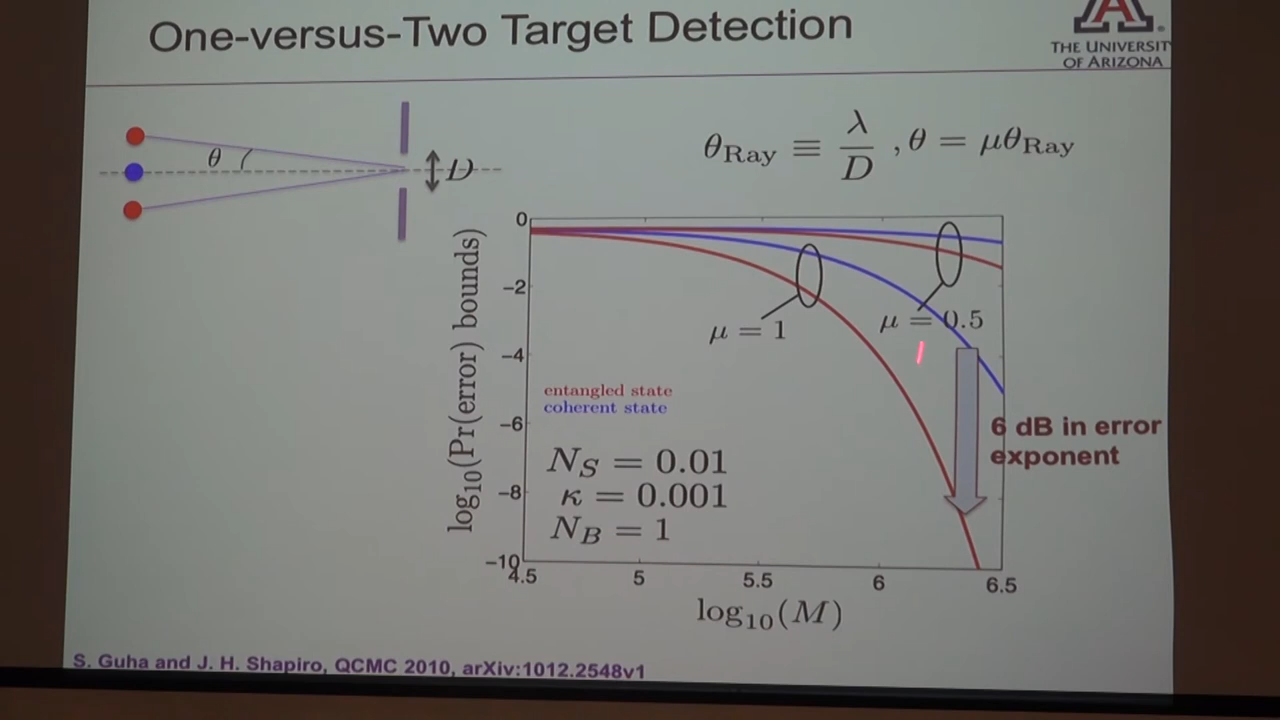 One-versus-Two Target Detection
A
THE UNIVERSIT
OF ARIZONA
θ
D
θ_Ray ≡ λ/D , θ = μθ_Ray
log₁₀(Pr(error) bounds)
0
−2
−4
−6
−8
−10
μ = 1
μ = 0.5
entangled state
coherent state
N_S = 0.01
κ = 0.001
N_B = 1
6 dB in error
exponent
4.5
5
5.5
6
6.5
log₁₀(M)
S. Guha and J. H. Shapiro, QCMC 2010, arXiv:1012.2548v1